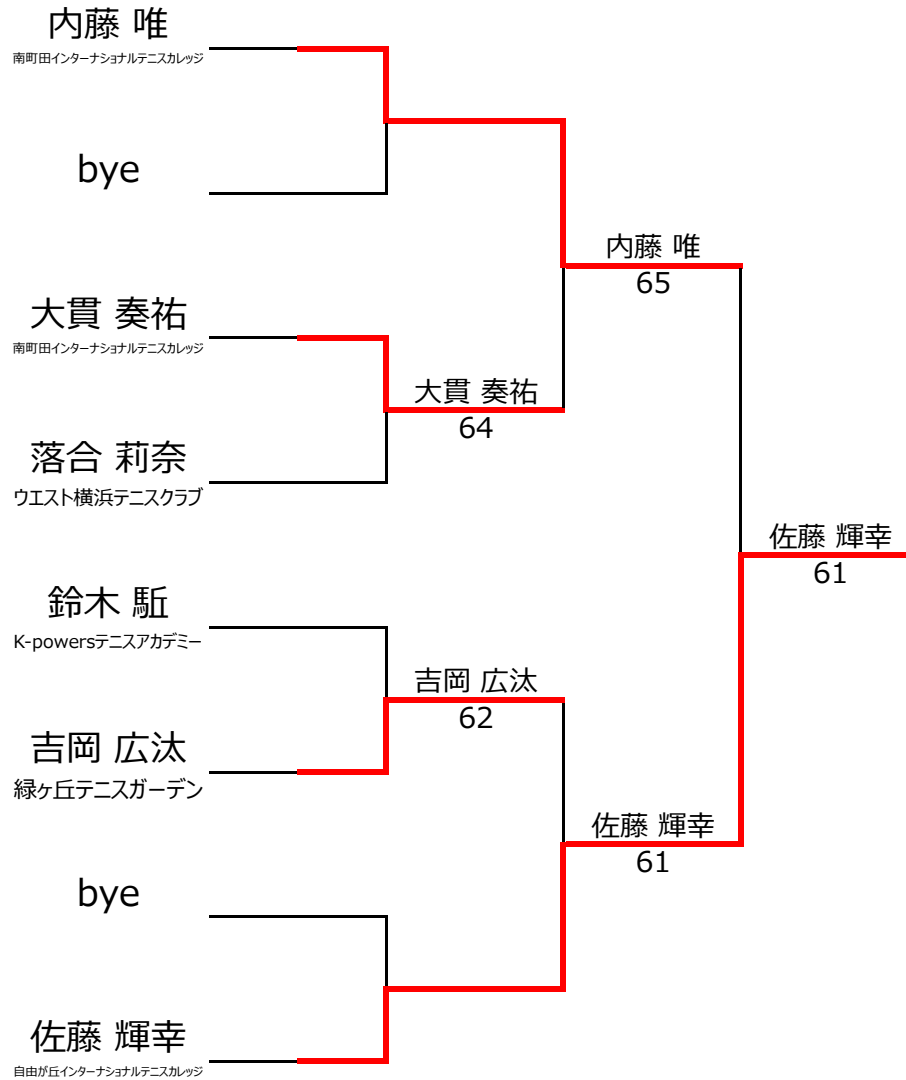 内藤 唯
南町田インターナショナルテニスカレッジ
bye
大貫 奏祐
南町田インターナショナルテニスカレッジ
落合 莉奈
ウエスト横浜テニスクラブ
鈴木 駈
K-powersテニスアカデミー
吉岡 広汰
緑ヶ丘テニスガーデン
bye
佐藤 輝幸
自由が丘インターナショナルテニスカレッジ
大貫 奏祐
64
吉岡 広汰
62
内藤 唯
65
佐藤 輝幸
61
佐藤 輝幸
61